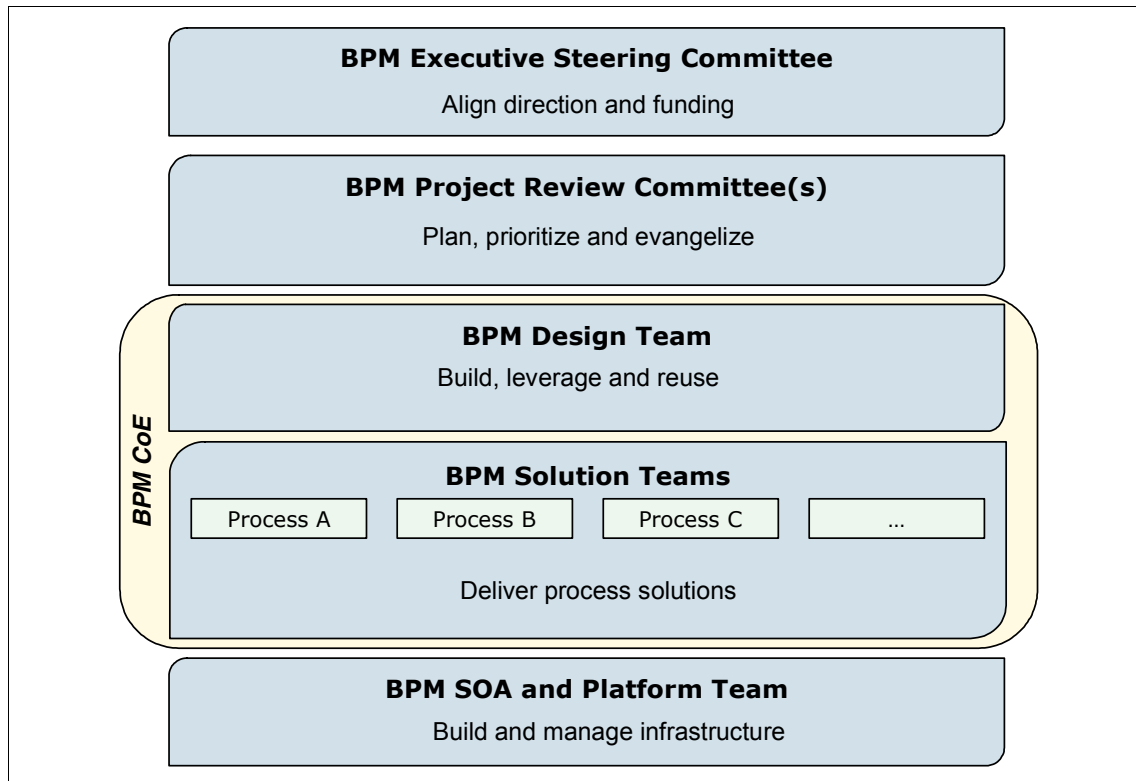 BPM Executive Steering Committee
Align direction and funding
BPM Project Review Committee(s)
Plan, prioritize and evangelize
BPM CoE
BPM Design Team
Build, leverage and reuse
BPM Solution Teams
Process A
Process B
Process C
...
Deliver process solutions
BPM SOA and Platform Team
Build and manage infrastructure